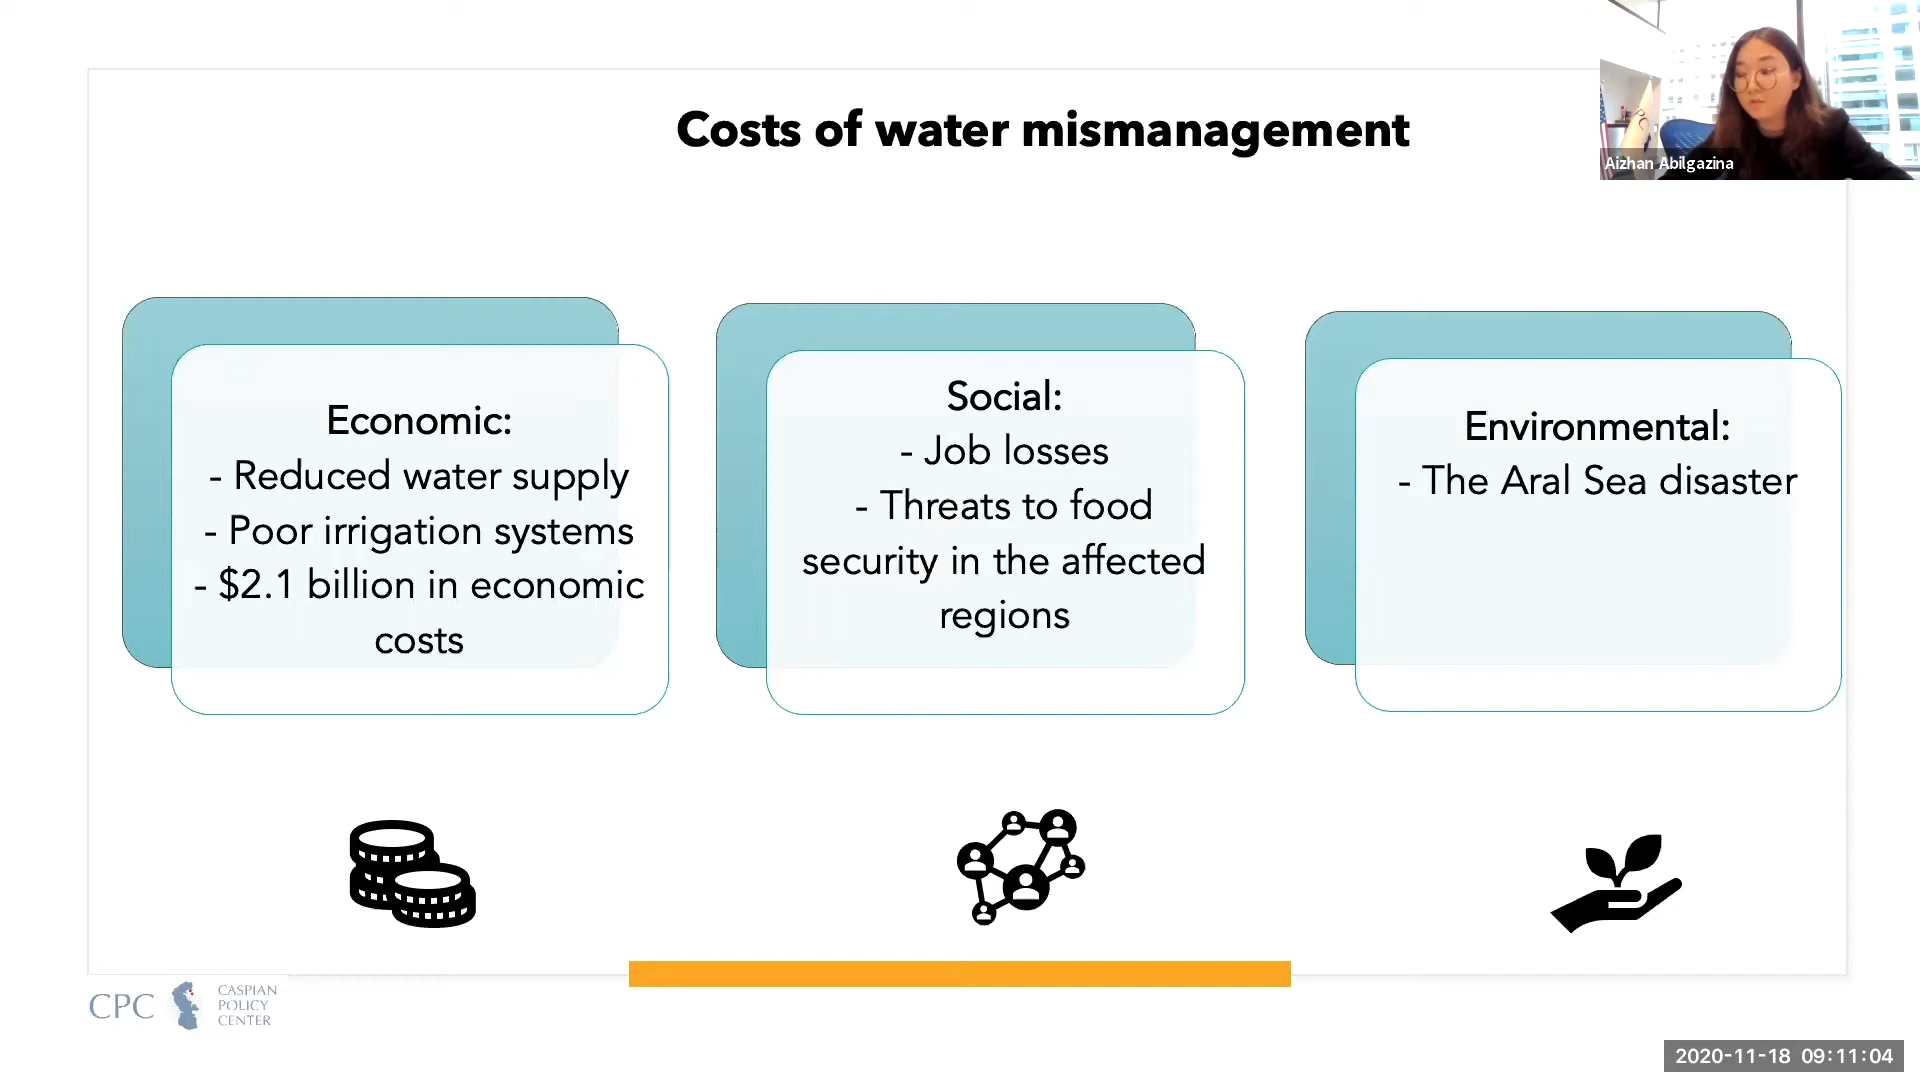 Costs of water mismanagement
Aizhan Abilgazina
Economic:
- Reduced water supply
- Poor irrigation systems
- $2.1 billion in economic
costs
Social:
- Job losses
- Threats to food
security in the affected
regions
Environmental:
- The Aral Sea disaster
CPC
CASPIAN
POLICY
CENTER
2020-11-18 09:11:04